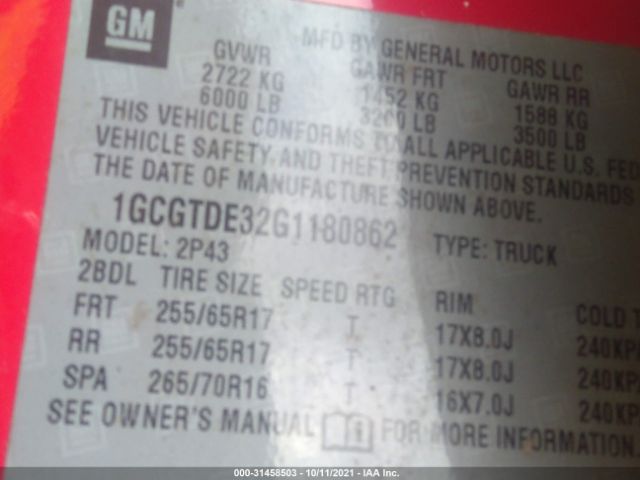 GM
MFD BY GENERAL MOTORS LLC
GVWR GAWR FRT GAWR RR
2722 KG 1452 KG 1588 KG
6000 LB 3200 LB 3500 LB
THIS VEHICLE CONFORMS TO ALL APPLICABLE U.S. FED
VEHICLE SAFETY AND THEFT PREVENTION STANDARDS
THE DATE OF MANUFACTURE SHOWN ABOVE.
1GCGTDE32G1180862
MODEL: 2P43 TYPE: TRUCK
2BDL TIRE SIZE SPEED RTG RIM COLD T
FRT 255/65R17 T 17X8.0J 240KP
RR 255/65R17 T 17X8.0J 240KP
SPA 265/70R16 T 16X7.0J 240KP
SEE OWNER'S MANUAL FOR MORE INFORMATION.
000-31458503 - 10/11/2021 - IAA Inc.